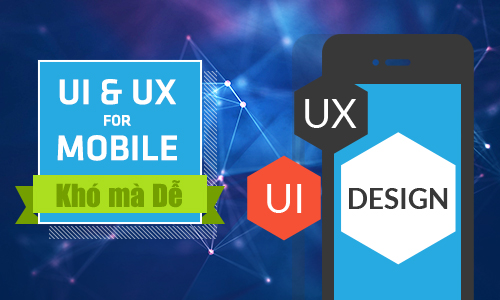 UI & UX
FOR
MOBILE
Khó mà Dễ
UX
UI
DESIGN